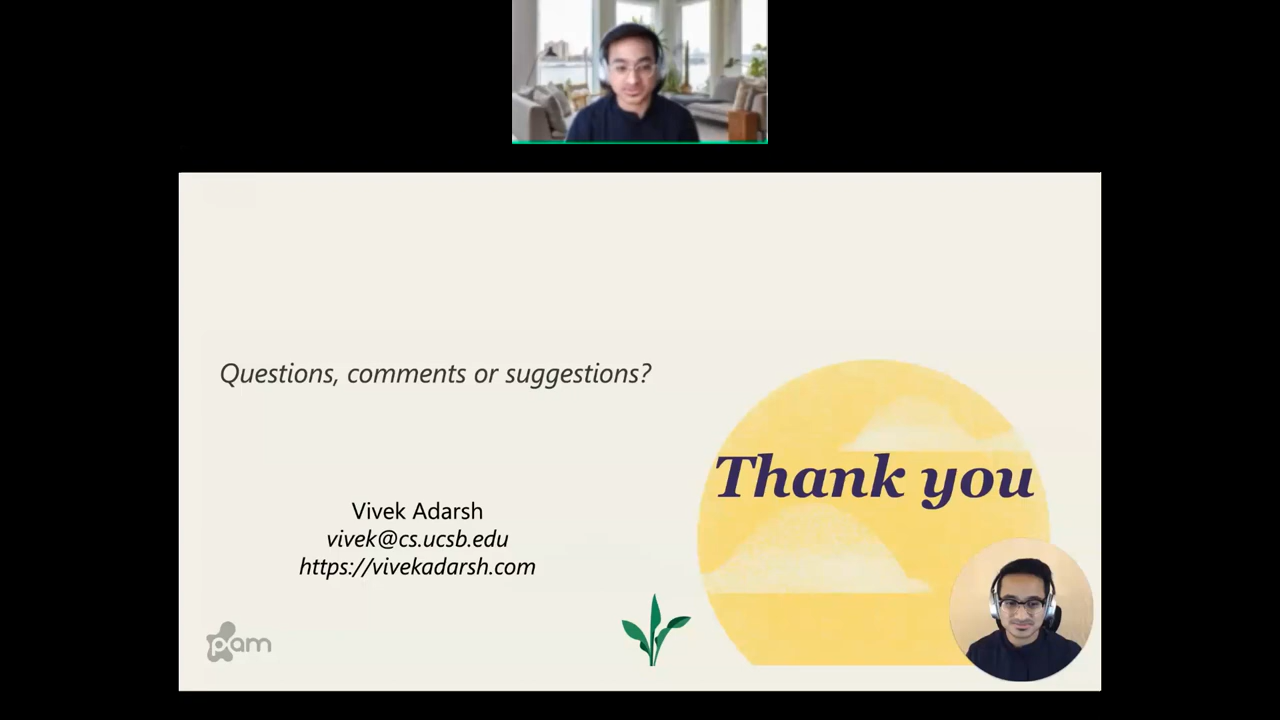 Questions, comments or suggestions?
Thank you
Vivek Adarsh
vivek@cs.ucsb.edu
https://vivekadarsh.com
pam